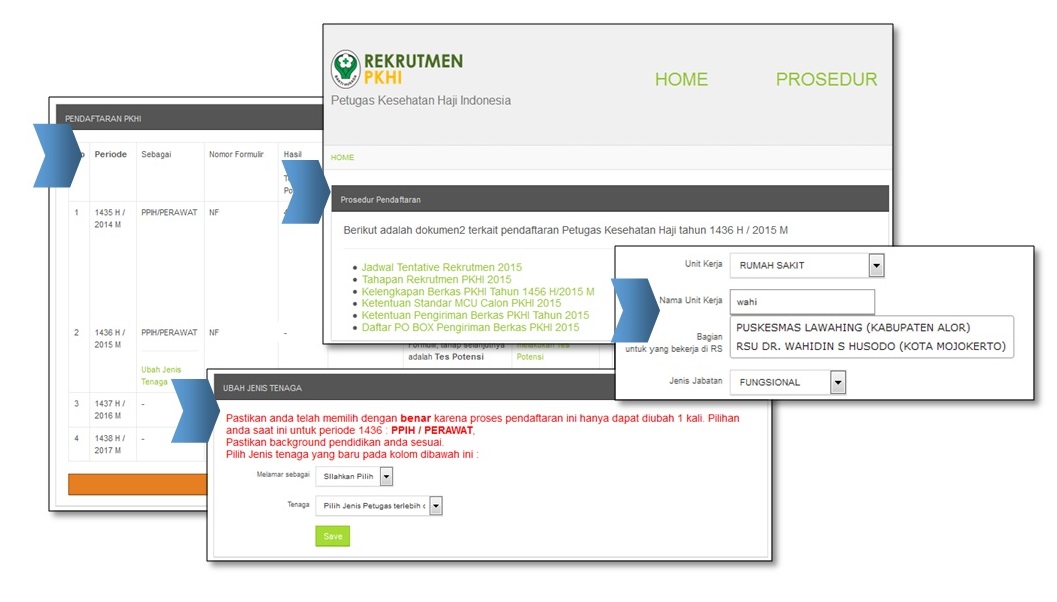 REKRUTMEN
PKHI
Petugas Kesehatan Haji Indonesia
HOME
PROSEDUR
HOME
Prosedur Pendaftaran
Berikut adalah dokumen2 terkait pendaftaran Petugas Kesehatan Haji tahun 1436 H / 2015 M
Jadwal Tentative Rekrutmen 2015
Tahapan Rekrutmen PKHI 2015
Kelengkapan Berkas PKHI Tahun 1456 H/2015 M
Ketentuan Standar MCU Calon PKHI 2015
Ketentuan Pengiriman Berkas PKHI Tahun 2015
Daftar PO BOX Pengiriman Berkas PKHI 2015
PENDAFTARAN PKHI
Periode Sebagai Nomor Formulir Hasil
1 1435 H / 2014 M PPIH/PERAWAT NF
2 1436 H / 2015 M PPIH/PERAWAT NF -
Ubah Jenis
Tenaga
adalah Tes Potensi
Potensi
3 1437 H / 2016 M -
4 1438 H / 2017 M -
Unit Kerja RUMAH SAKIT
Nama Unit Kerja wahi
PUSKESMAS LAWAHING (KABUPATEN ALOR)
RSU DR. WAHIDIN S HUSODO (KOTA MOJOKERTO)
Bagian
untuk yang bekerja di RS
Jenis Jabatan FUNGSIONAL
UBAH JENIS TENAGA
Pastikan anda telah memilih dengan benar karena proses pendaftaran ini hanya dapat diubah 1 kali. Pilihan
anda saat ini untuk periode 1436 : PPIH / PERAWAT,
Pastikan background pendidikan anda sesuai.
Pilih Jenis tenaga yang baru pada kolom dibawah ini :
Melamar sebagai SIlahkan Pilih
Tenaga Pilih Jenis Petugas terlebih
Save